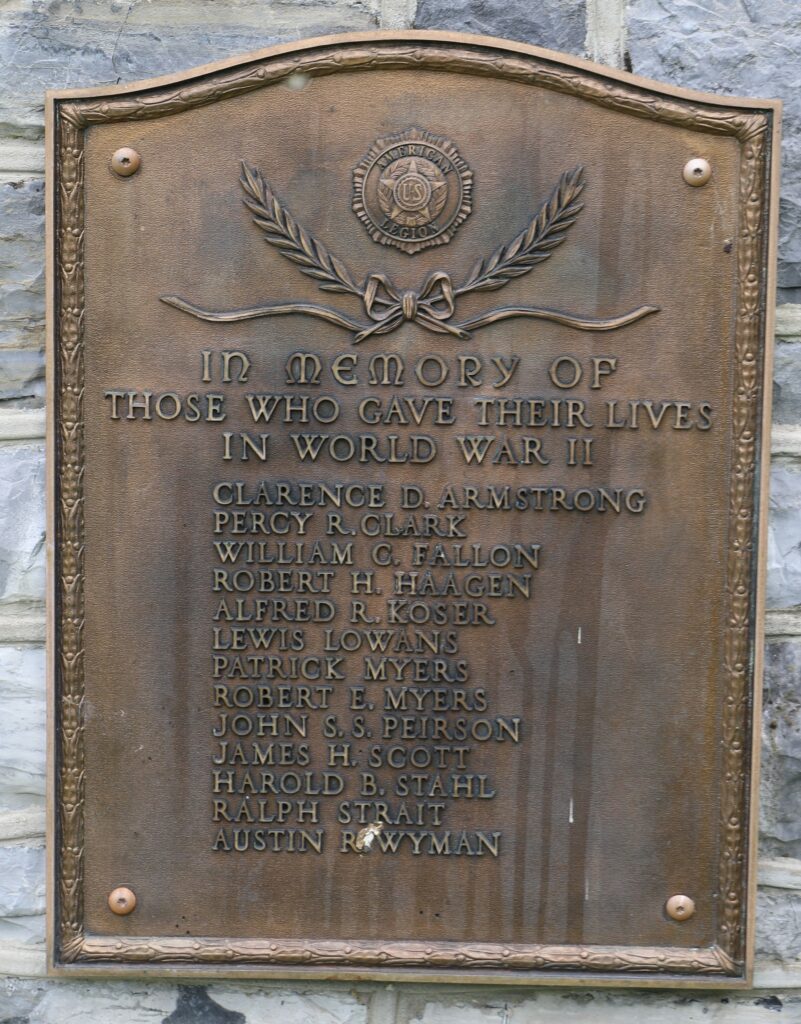 AMERICAN
US
LEGION
IN MEMORY OF
THOSE WHO GAVE THEIR LIVES
IN WORLD WAR II
CLARENCE D. ARMSTRONG
PERCY R. CLARK
WILLIAM C. FALLON
ROBERT H. HAAGEN
ALFRED R. KOSER
LEWIS LOWANS
PATRICK MYERS
ROBERT E. MYERS
JOHN S. S. PEIRSON
JAMES H. SCOTT
HAROLD B. STAHL
RALPH STRAIT
AUSTIN R. WYMAN